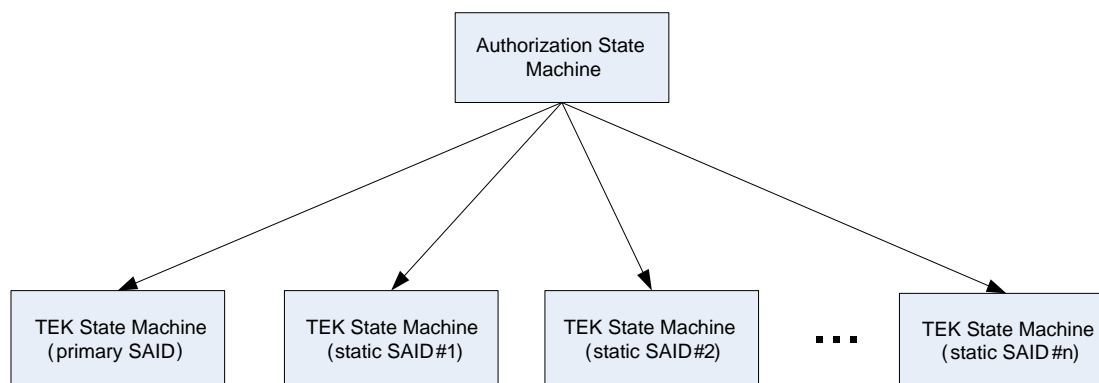 Authorization State
Machine
TEK State Machine
(primary SAID)
TEK State Machine
(static SAID#1)
TEK State Machine
(static SAID#2)
...
TEK State Machine
(static SAID#n)